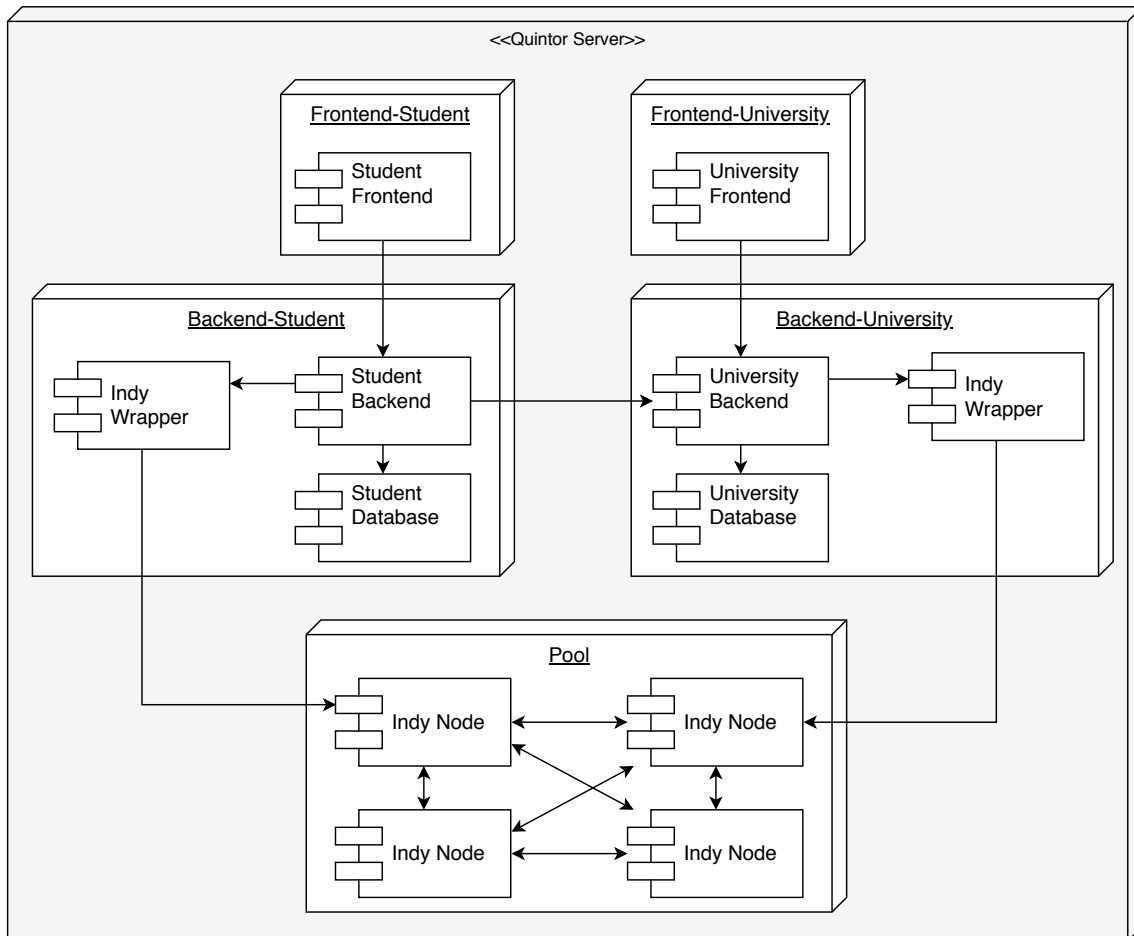 <<Quintor Server>>
Frontend-Student
Student
Frontend
Frontend-University
University
Frontend
Backend-Student
Indy
Wrapper
Student
Backend
Student
Database
Backend-University
University
Backend
Indy
Wrapper
University
Database
Pool
Indy Node
Indy Node
Indy Node
Indy Node